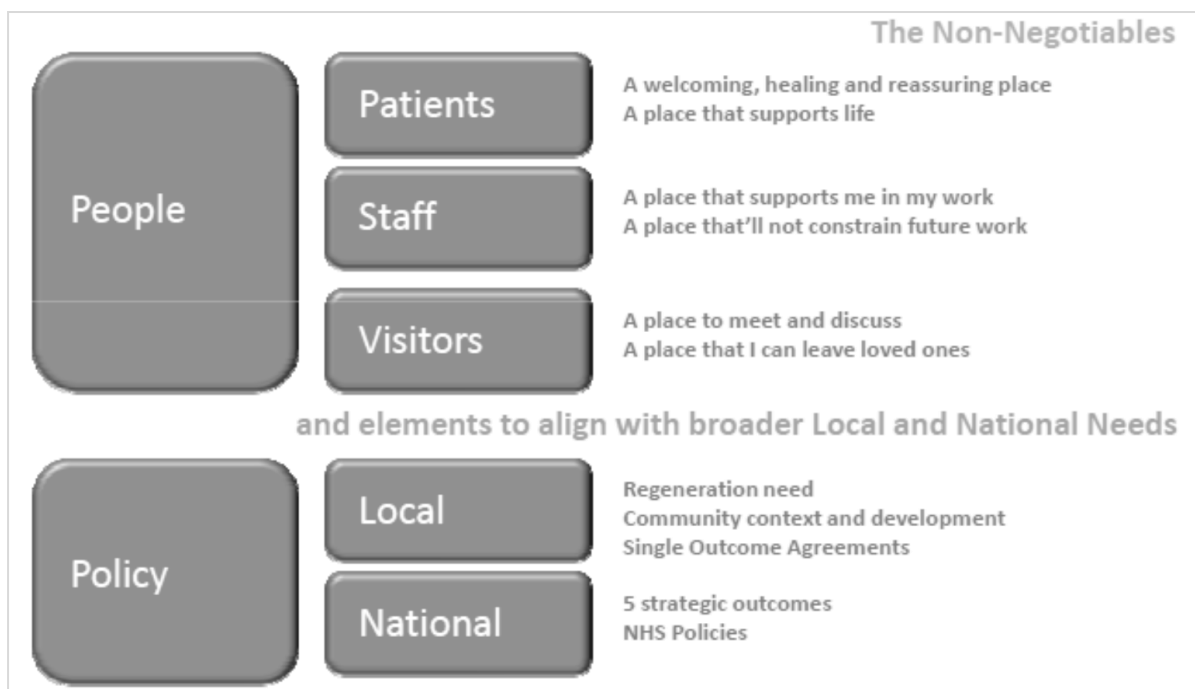 The Non-Negotiables
People
Patients
A welcoming, healing and reassuring place
A place that supports life
Staff
A place that supports me in my work
A place that'll not constrain future work
Visitors
A place to meet and discuss
A place that I can leave loved ones
and elements to align with broader Local and National Needs
Policy
Local
Regeneration need
Community context and development
Single Outcome Agreements
National
5 strategic outcomes
NHS Policies